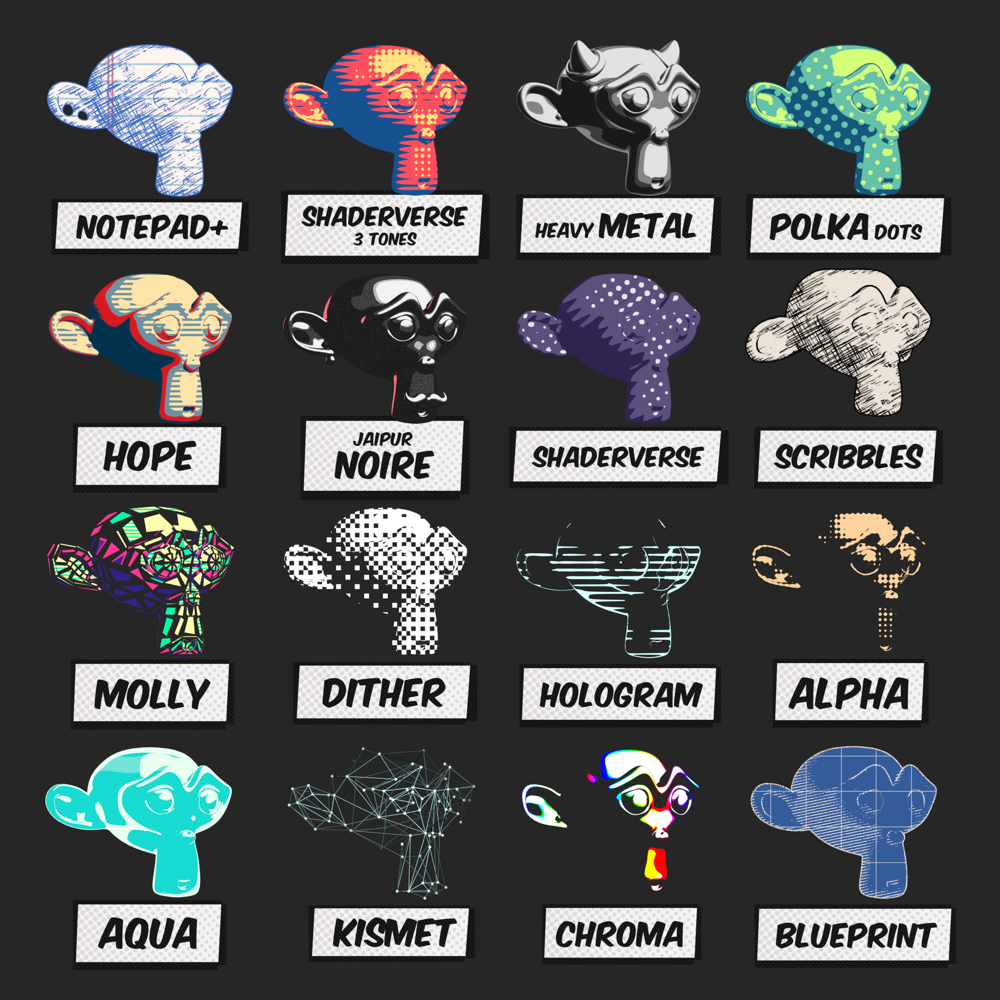 NOTEPAD+
SHADERVERSE
3 TONES
HEAVY METAL
POLKA DOTS
HOPE
JAIPUR
NOIRE
SHADERVERSE
SCRIBBLES
MOLLY
DITHER
HOLOGRAM
ALPHA
AQUA
KISMET
CHROMA
BLUEPRINT